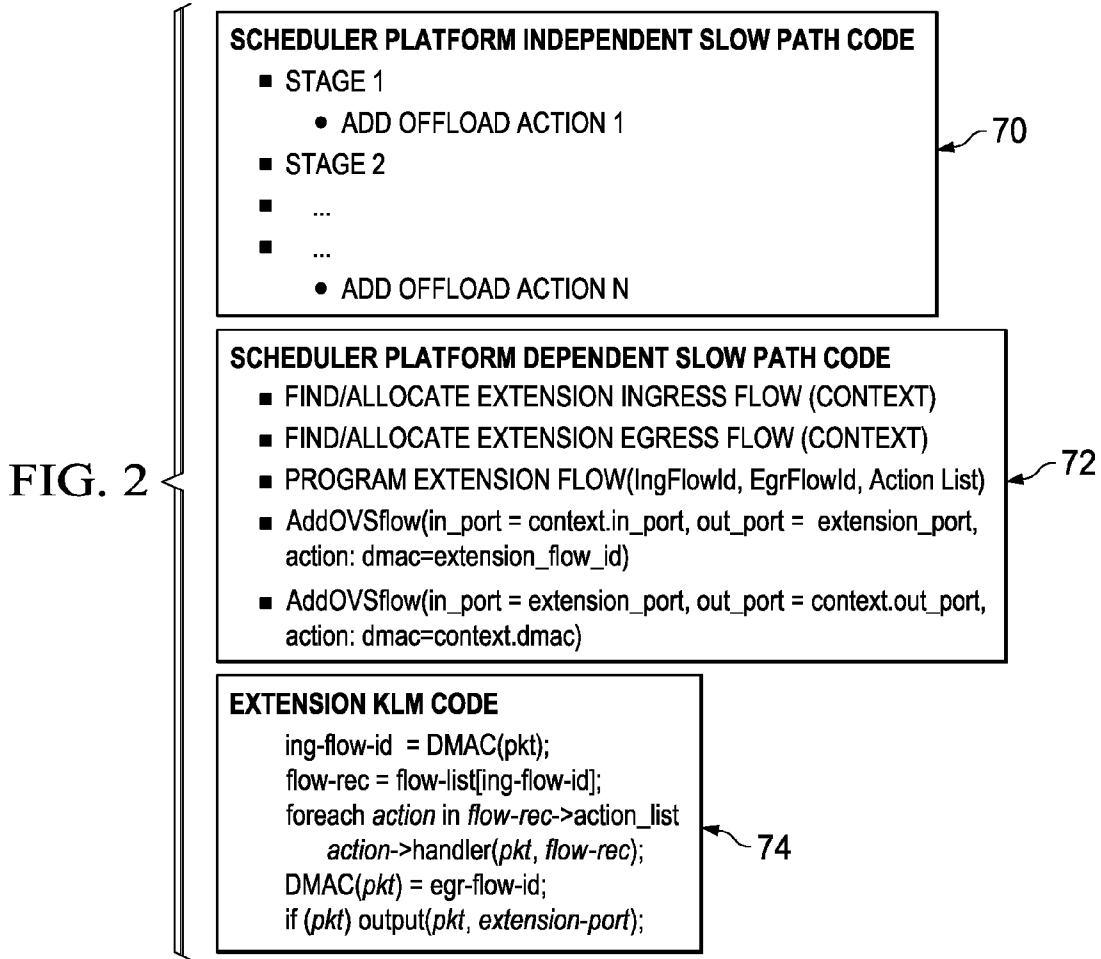 SCHEDULER PLATFORM INDEPENDENT SLOW PATH CODE
■ STAGE 1
• ADD OFFLOAD ACTION 1
■ STAGE 2
■ ...
■ ...
• ADD OFFLOAD ACTION N
70
SCHEDULER PLATFORM DEPENDENT SLOW PATH CODE
■ FIND/ALLOCATE EXTENSION INGRESS FLOW (CONTEXT)
■ FIND/ALLOCATE EXTENSION EGRESS FLOW (CONTEXT)
■ PROGRAM EXTENSION FLOW(IngFlowId, EgrFlowId, Action List)
■ AddOVSflow(in_port = context.in_port, out_port = extension_port,
action: dmac=extension_flow_id)
■ AddOVSflow(in_port = extension_port, out_port = context.out_port,
action: dmac=context.dmac)
72
FIG. 2
EXTENSION KLM CODE
ing-flow-id = DMAC(pkt);
flow-rec = flow-list[ing-flow-id];
foreach action in flow-rec->action_list
action->handler(pkt, flow-rec);
DMAC(pkt) = egr-flow-id;
if (pkt) output(pkt, extension-port);
74